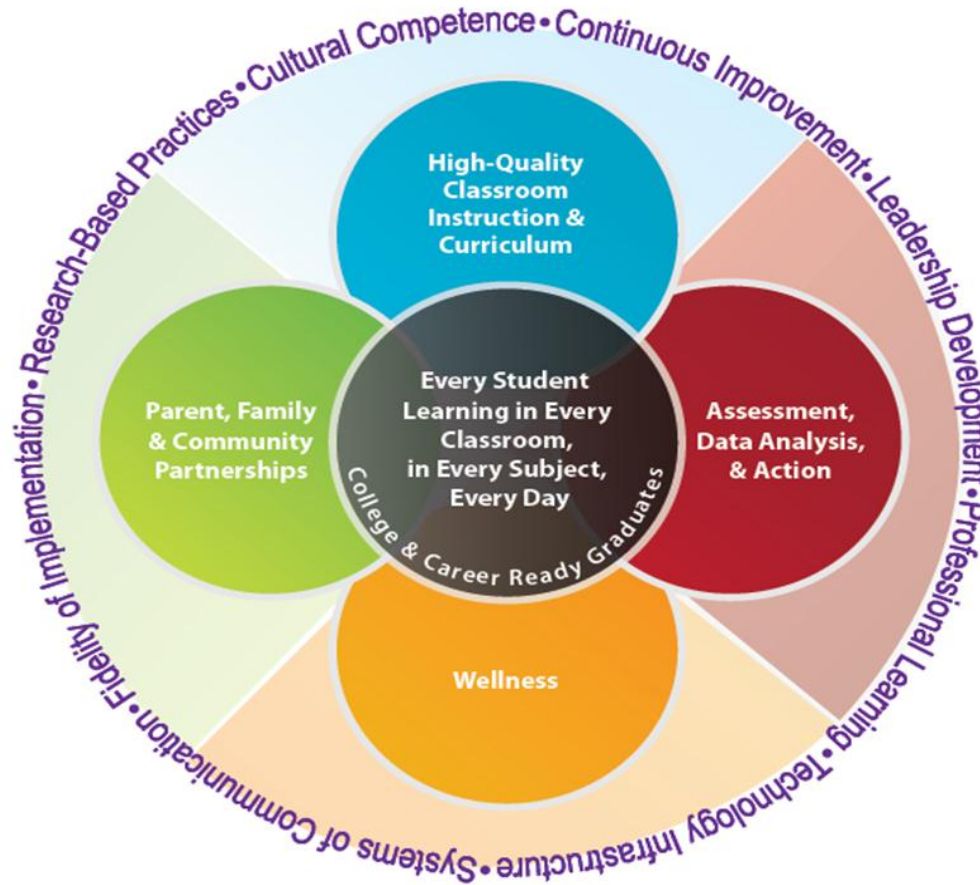 Fidelity of Implementation • Research-Based Practices • Cultural Competence • Continuous Improvement • Leadership Development • Professional Learning • Technology Infrastructure • Systems of Communication •
High-Quality
Classroom
Instruction &
Curriculum
Parent, Family
& Community
Partnerships
Every Student
Learning in Every
Classroom,
in Every Subject,
Every Day
College & Career Ready Graduates
Assessment,
Data Analysis,
& Action
Wellness